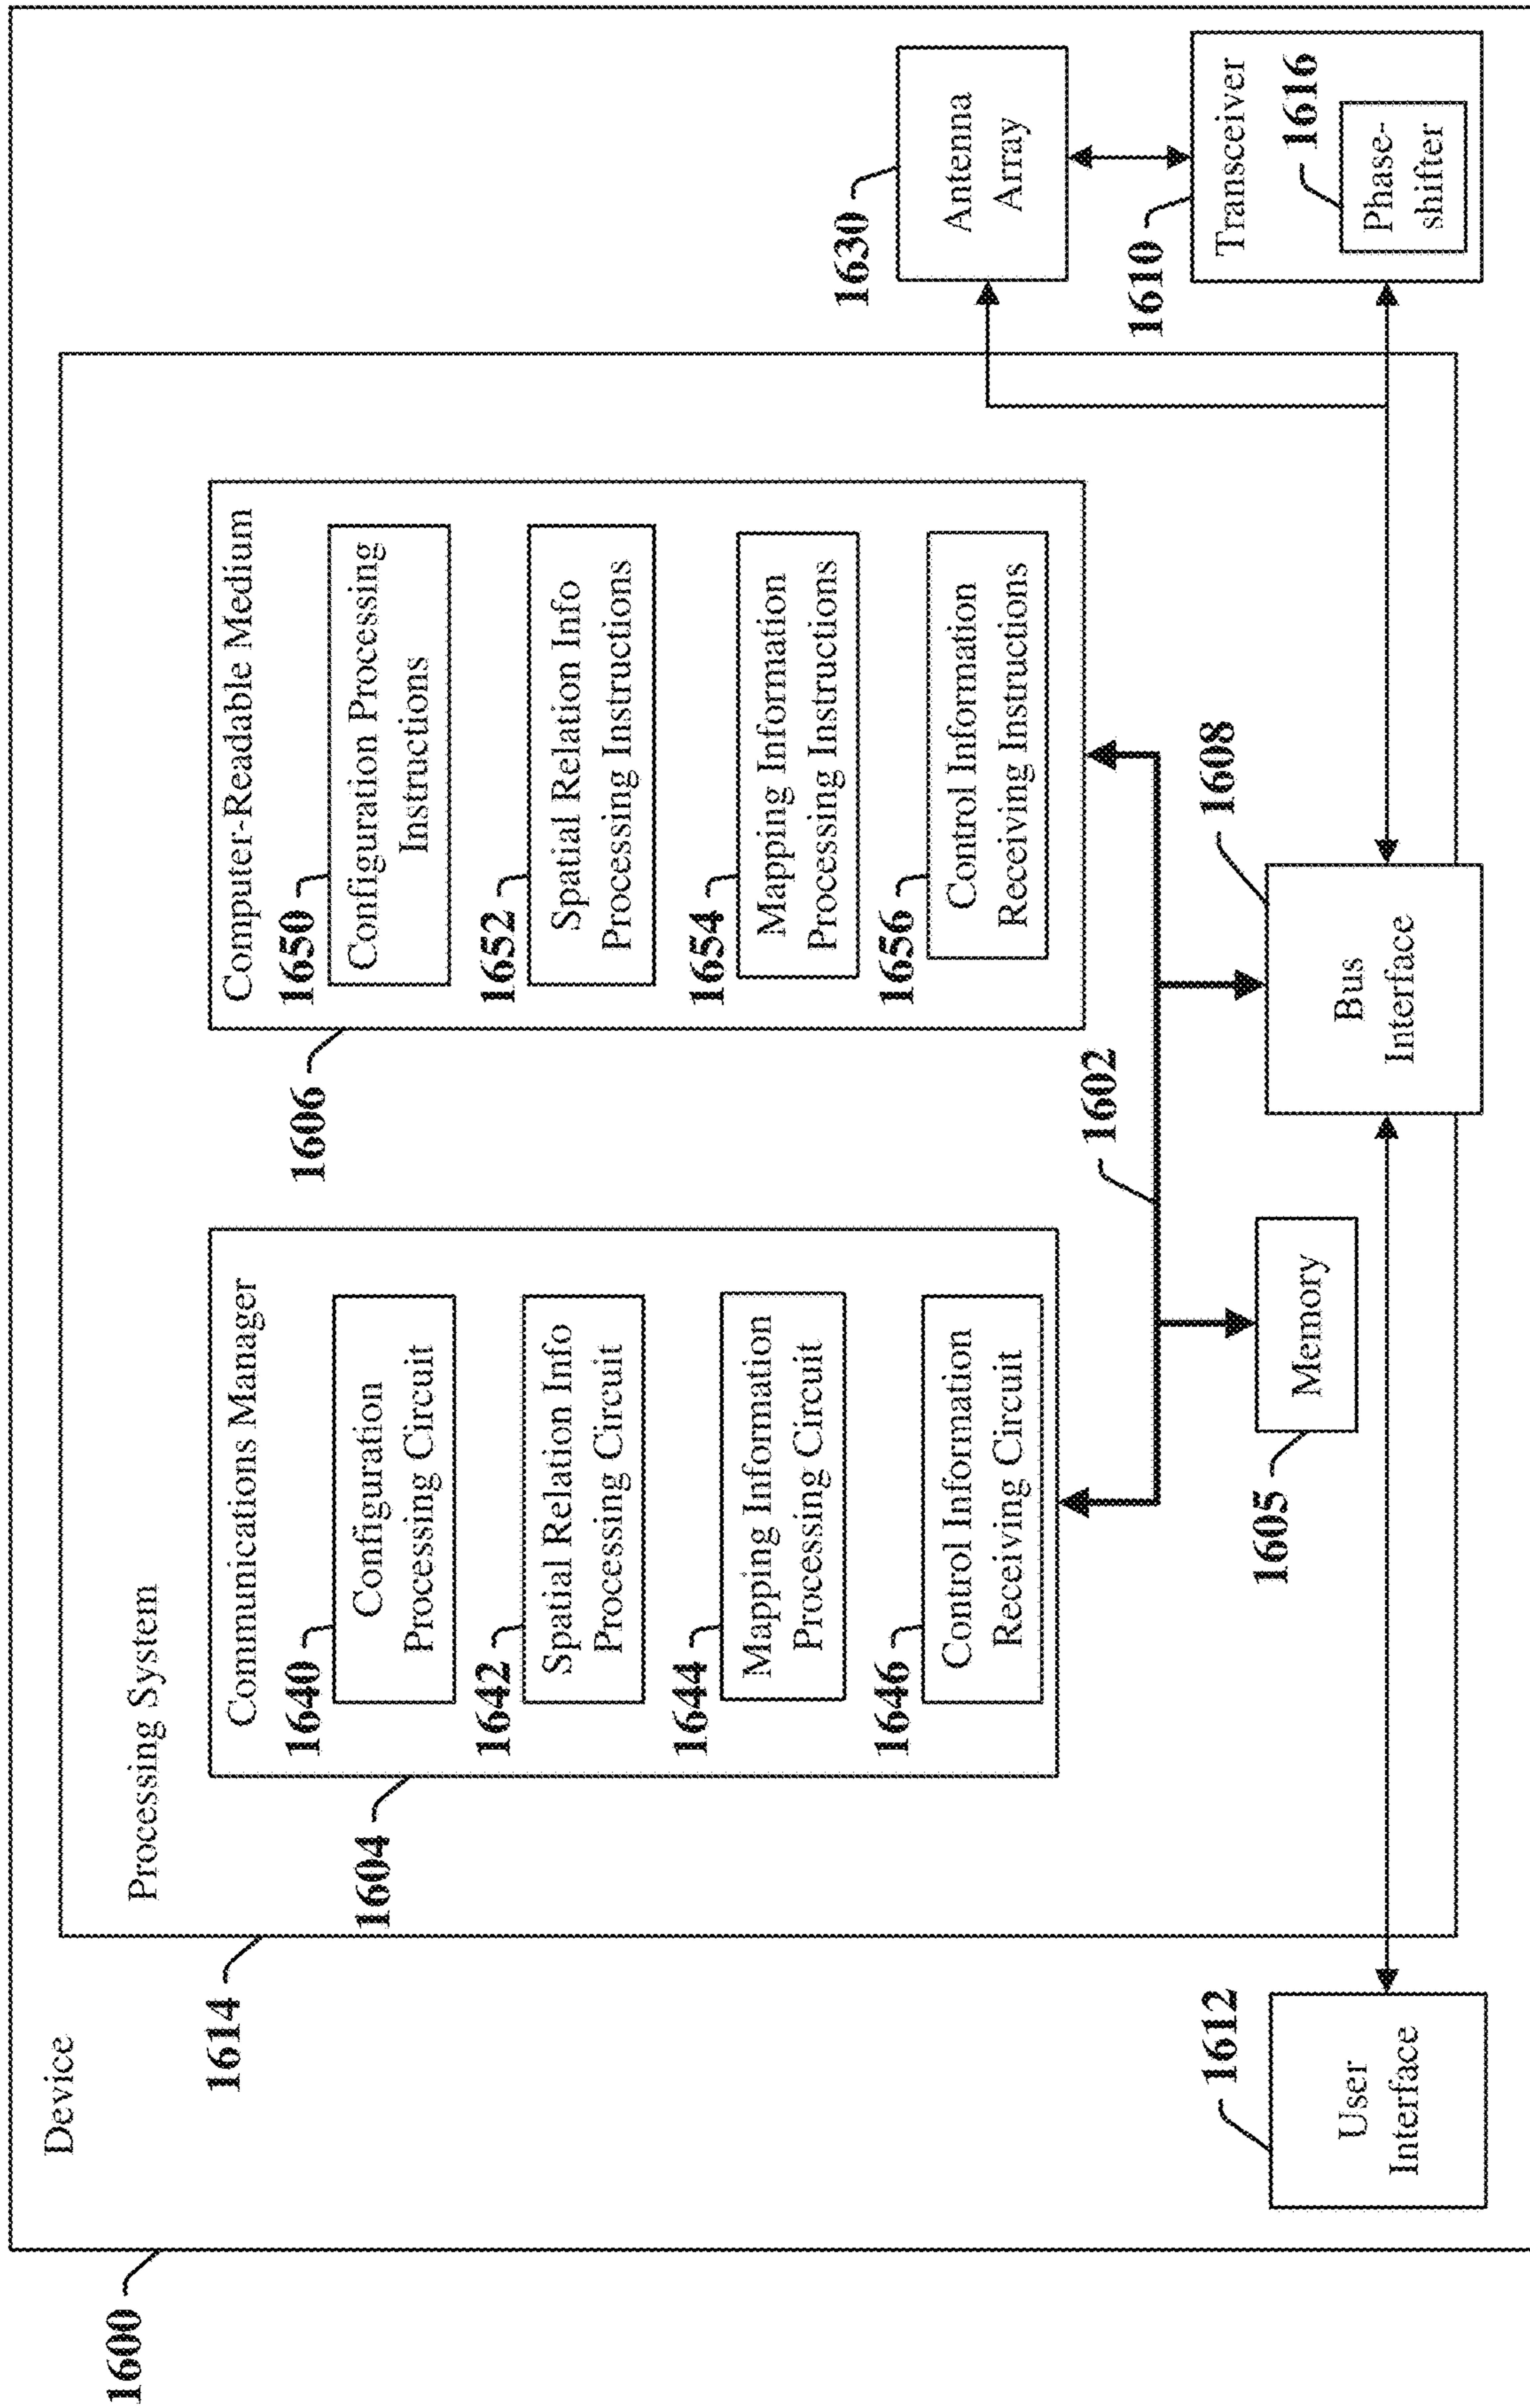 1600
Device
1614
Processing System
1604
Communications Manager
1640
Configuration
Processing Circuit
1642
Spatial Relation Info
Processing Circuit
1644
Mapping Information
Processing Circuit
1646
Control Information
Receiving Circuit
1606
Computer-Readable Medium
1650
Configuration Processing
Instructions
1652
Spatial Relation Info
Processing Instructions
1654
Mapping Information
Processing Instructions
1656
Control Information
Receiving Instructions
1602
1605
Memory
1608
Bus
Interface
1612
User
Interface
1630
Antenna
Array
1610
Transceiver
1616
Phase-
shifter